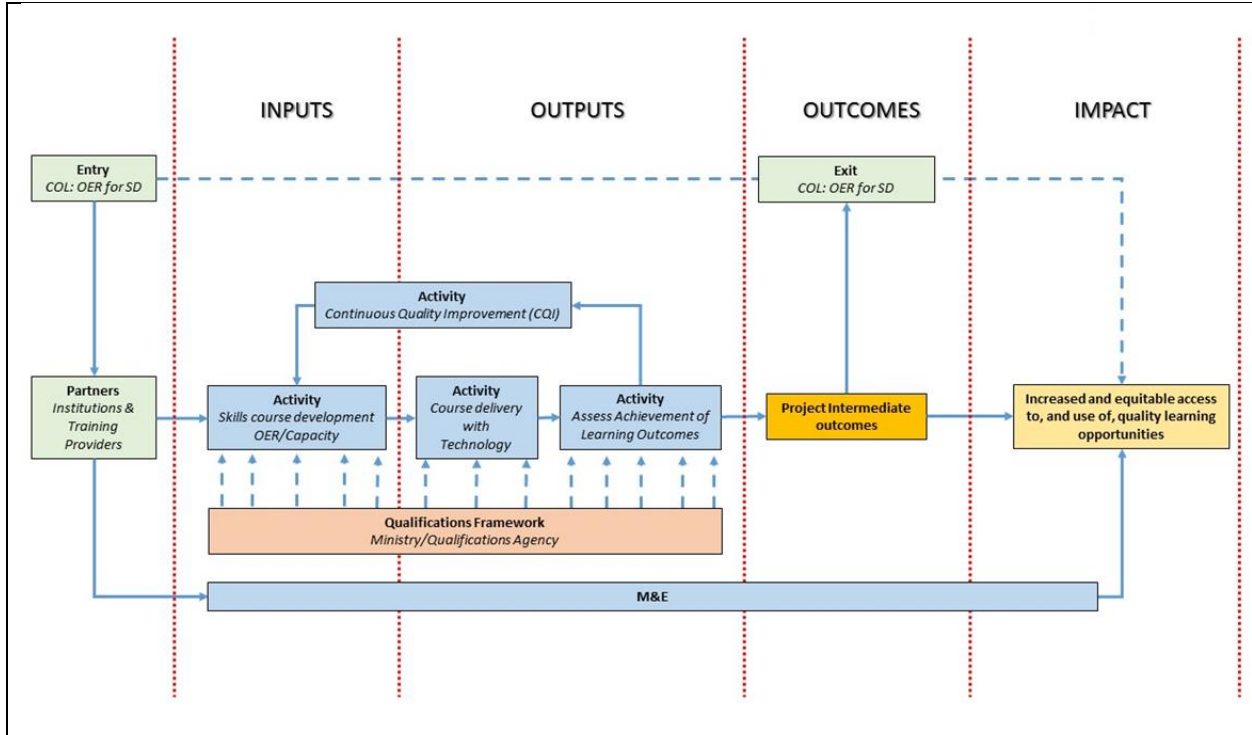 INPUTS
OUTPUTS
OUTCOMES
IMPACT
Entry
COL: OER for SD
Exit
COL: OER for SD
Activity
Continuous Quality Improvement (CQI)
Partners
Institutions &
Training
Providers
Activity
Skills course development
OER/Capacity
Activity
Course delivery
with
Technology
Activity
Assess Achievement of
Learning Outcomes
Project Intermediate
outcomes
Increased and equitable access
to, and use of, quality learning
opportunities
Qualifications Framework
Ministry/Qualifications Agency
M&E